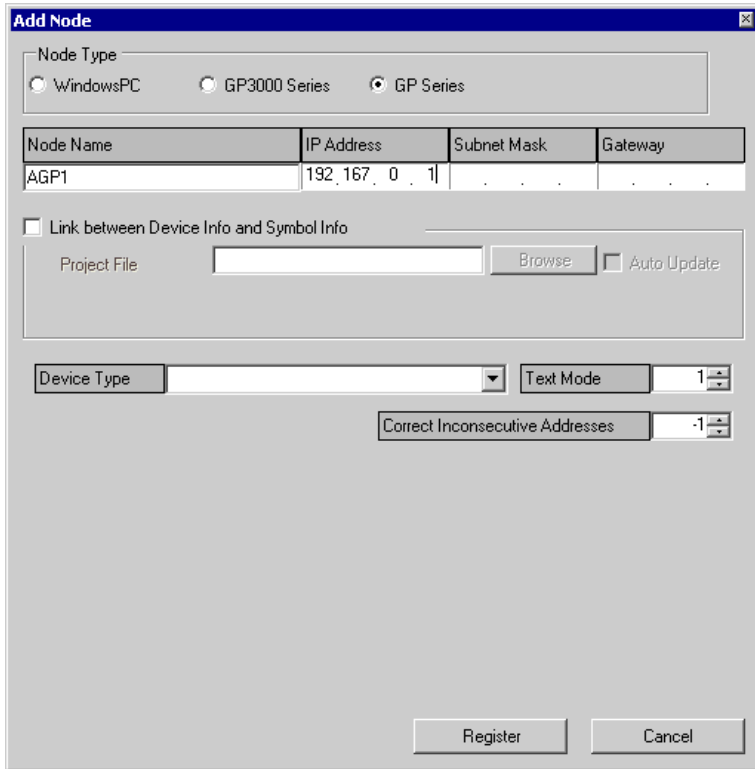 Add Node
Node Type
WindowsPC GP3000 Series GP Series
Node Name IP Address Subnet Mask Gateway
AGP1 192.167.0.1 . . . . . .
Link between Device Info and Symbol Info
Project File Browse Auto Update
Device Type Text Mode 1
Correct Inconsecutive Addresses -1
Register Cancel